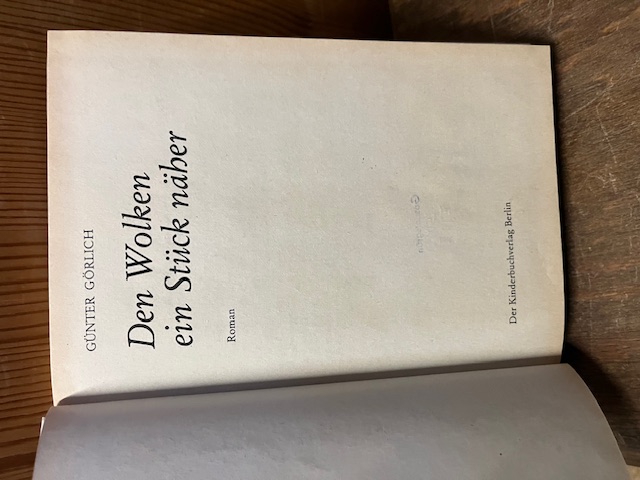 GÜNTER GÖRLICH
Den Wolken
ein Stück näher
Roman
Der Kinderbuchverlag Berlin